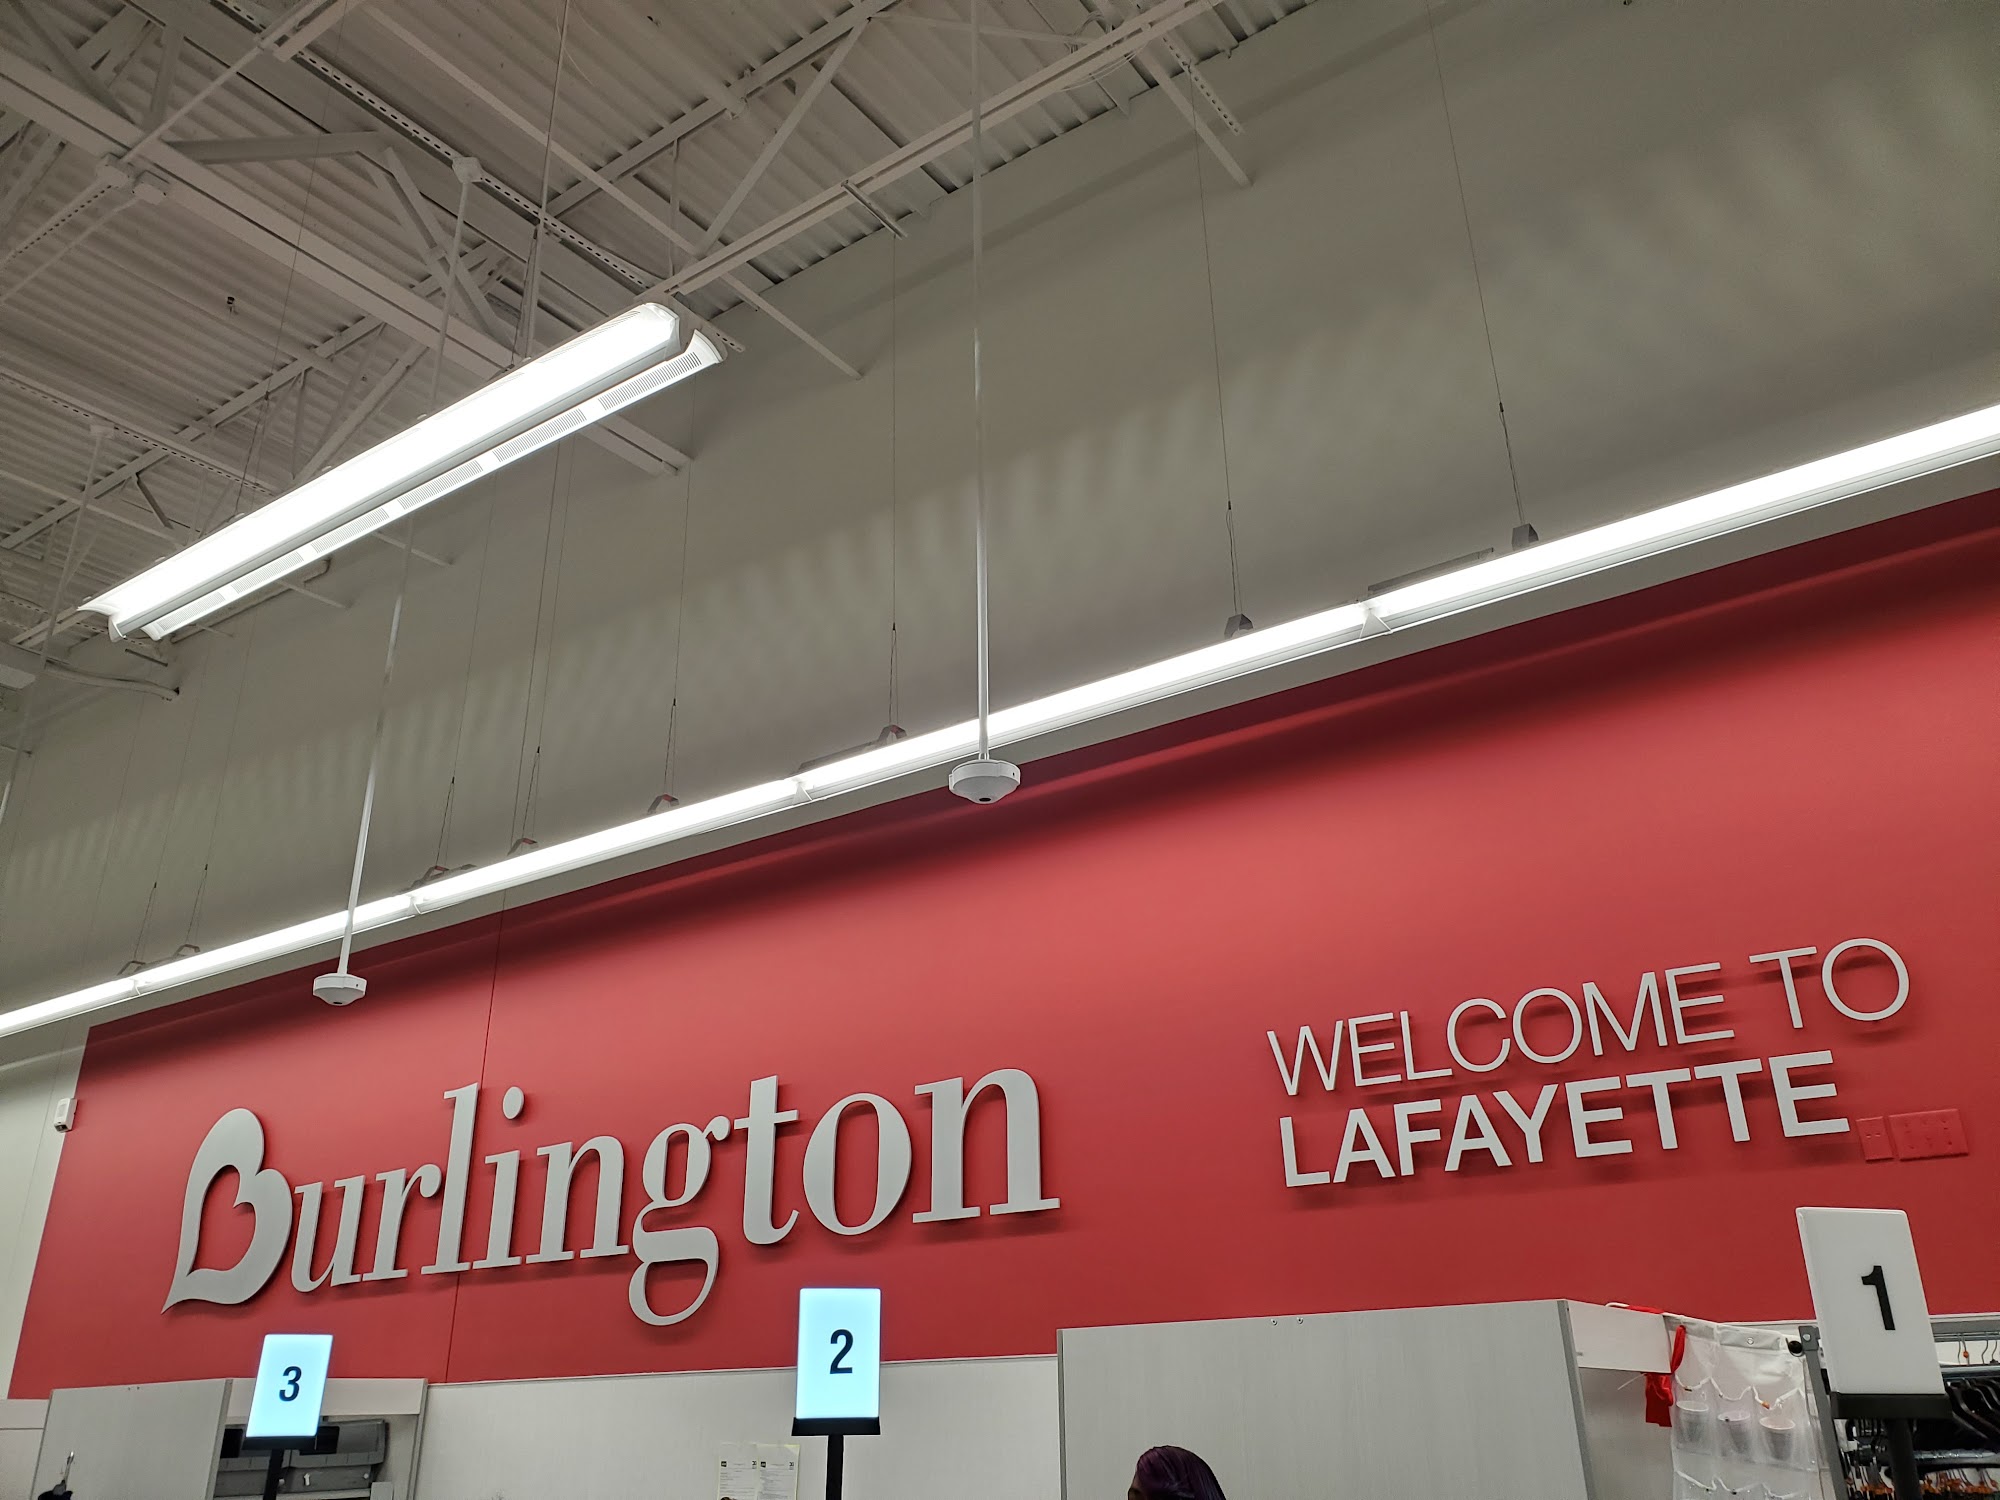 Burlington
WELCOME TO
LAFAYETTE
3
2
1